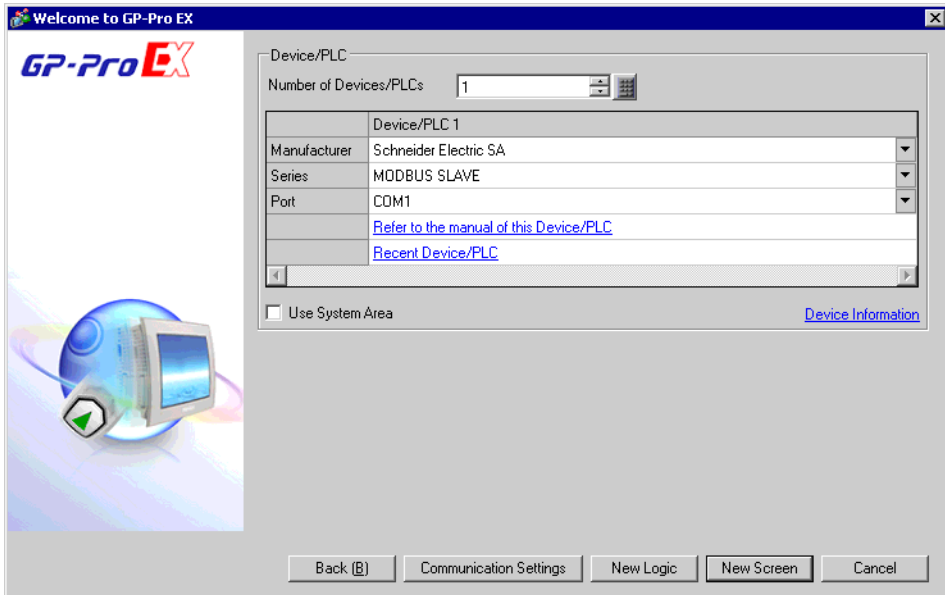 Welcome to GP-Pro EX
GP-Pro EX
Device/PLC
Number of Devices/PLCs 1
Device/PLC 1
Manufacturer Schneider Electric SA
Series MODBUS SLAVE
Port COM1
Refer to the manual of this Device/PLC
Recent Device/PLC
Use System Area Device Information
Back (B) Communication Settings New Logic New Screen Cancel